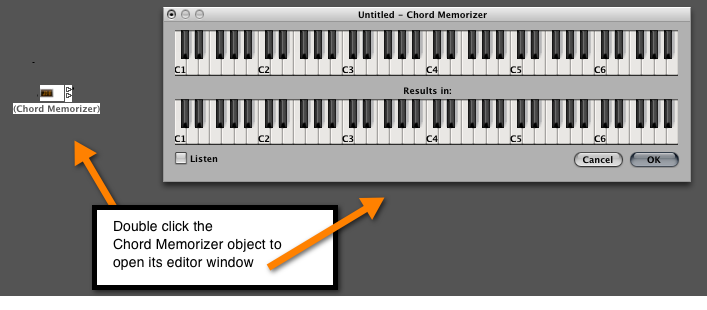 Untitled – Chord Memorizer
C1 C2 C3 C4 C5 C6
(Chord Memorizer)
Results in:
C1 C2 C3 C4 C5 C6
Listen Cancel OK
Double click the
Chord Memorizer object to
open its editor window